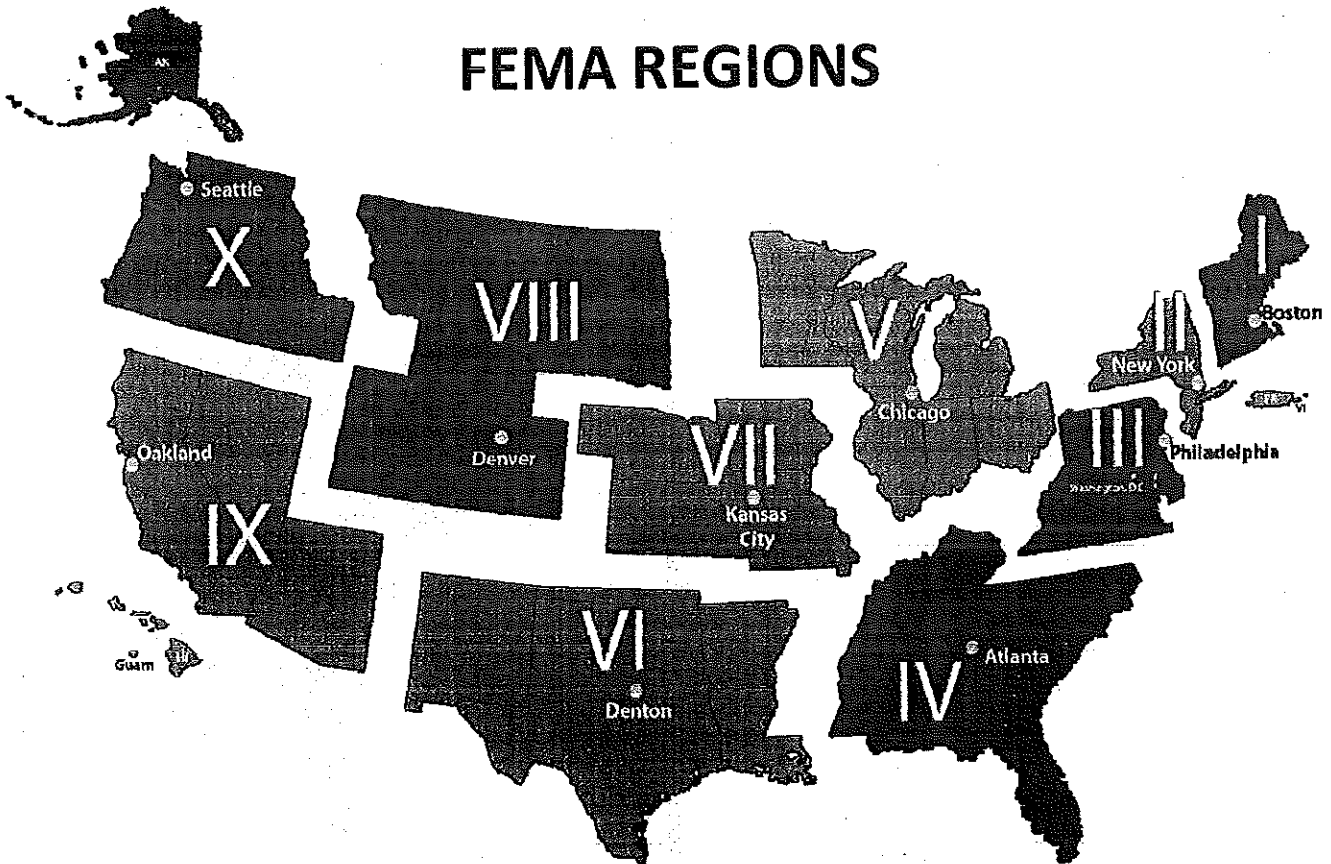 FEMA REGIONS
AK
Seattle
X
VIII
V
I
II
Boston
New York
Chicago
III
Philadelphia
Oakland
Denver
VII
Kansas
City
IX
VI
Denton
Guam
HI
IV
Atlanta
VI